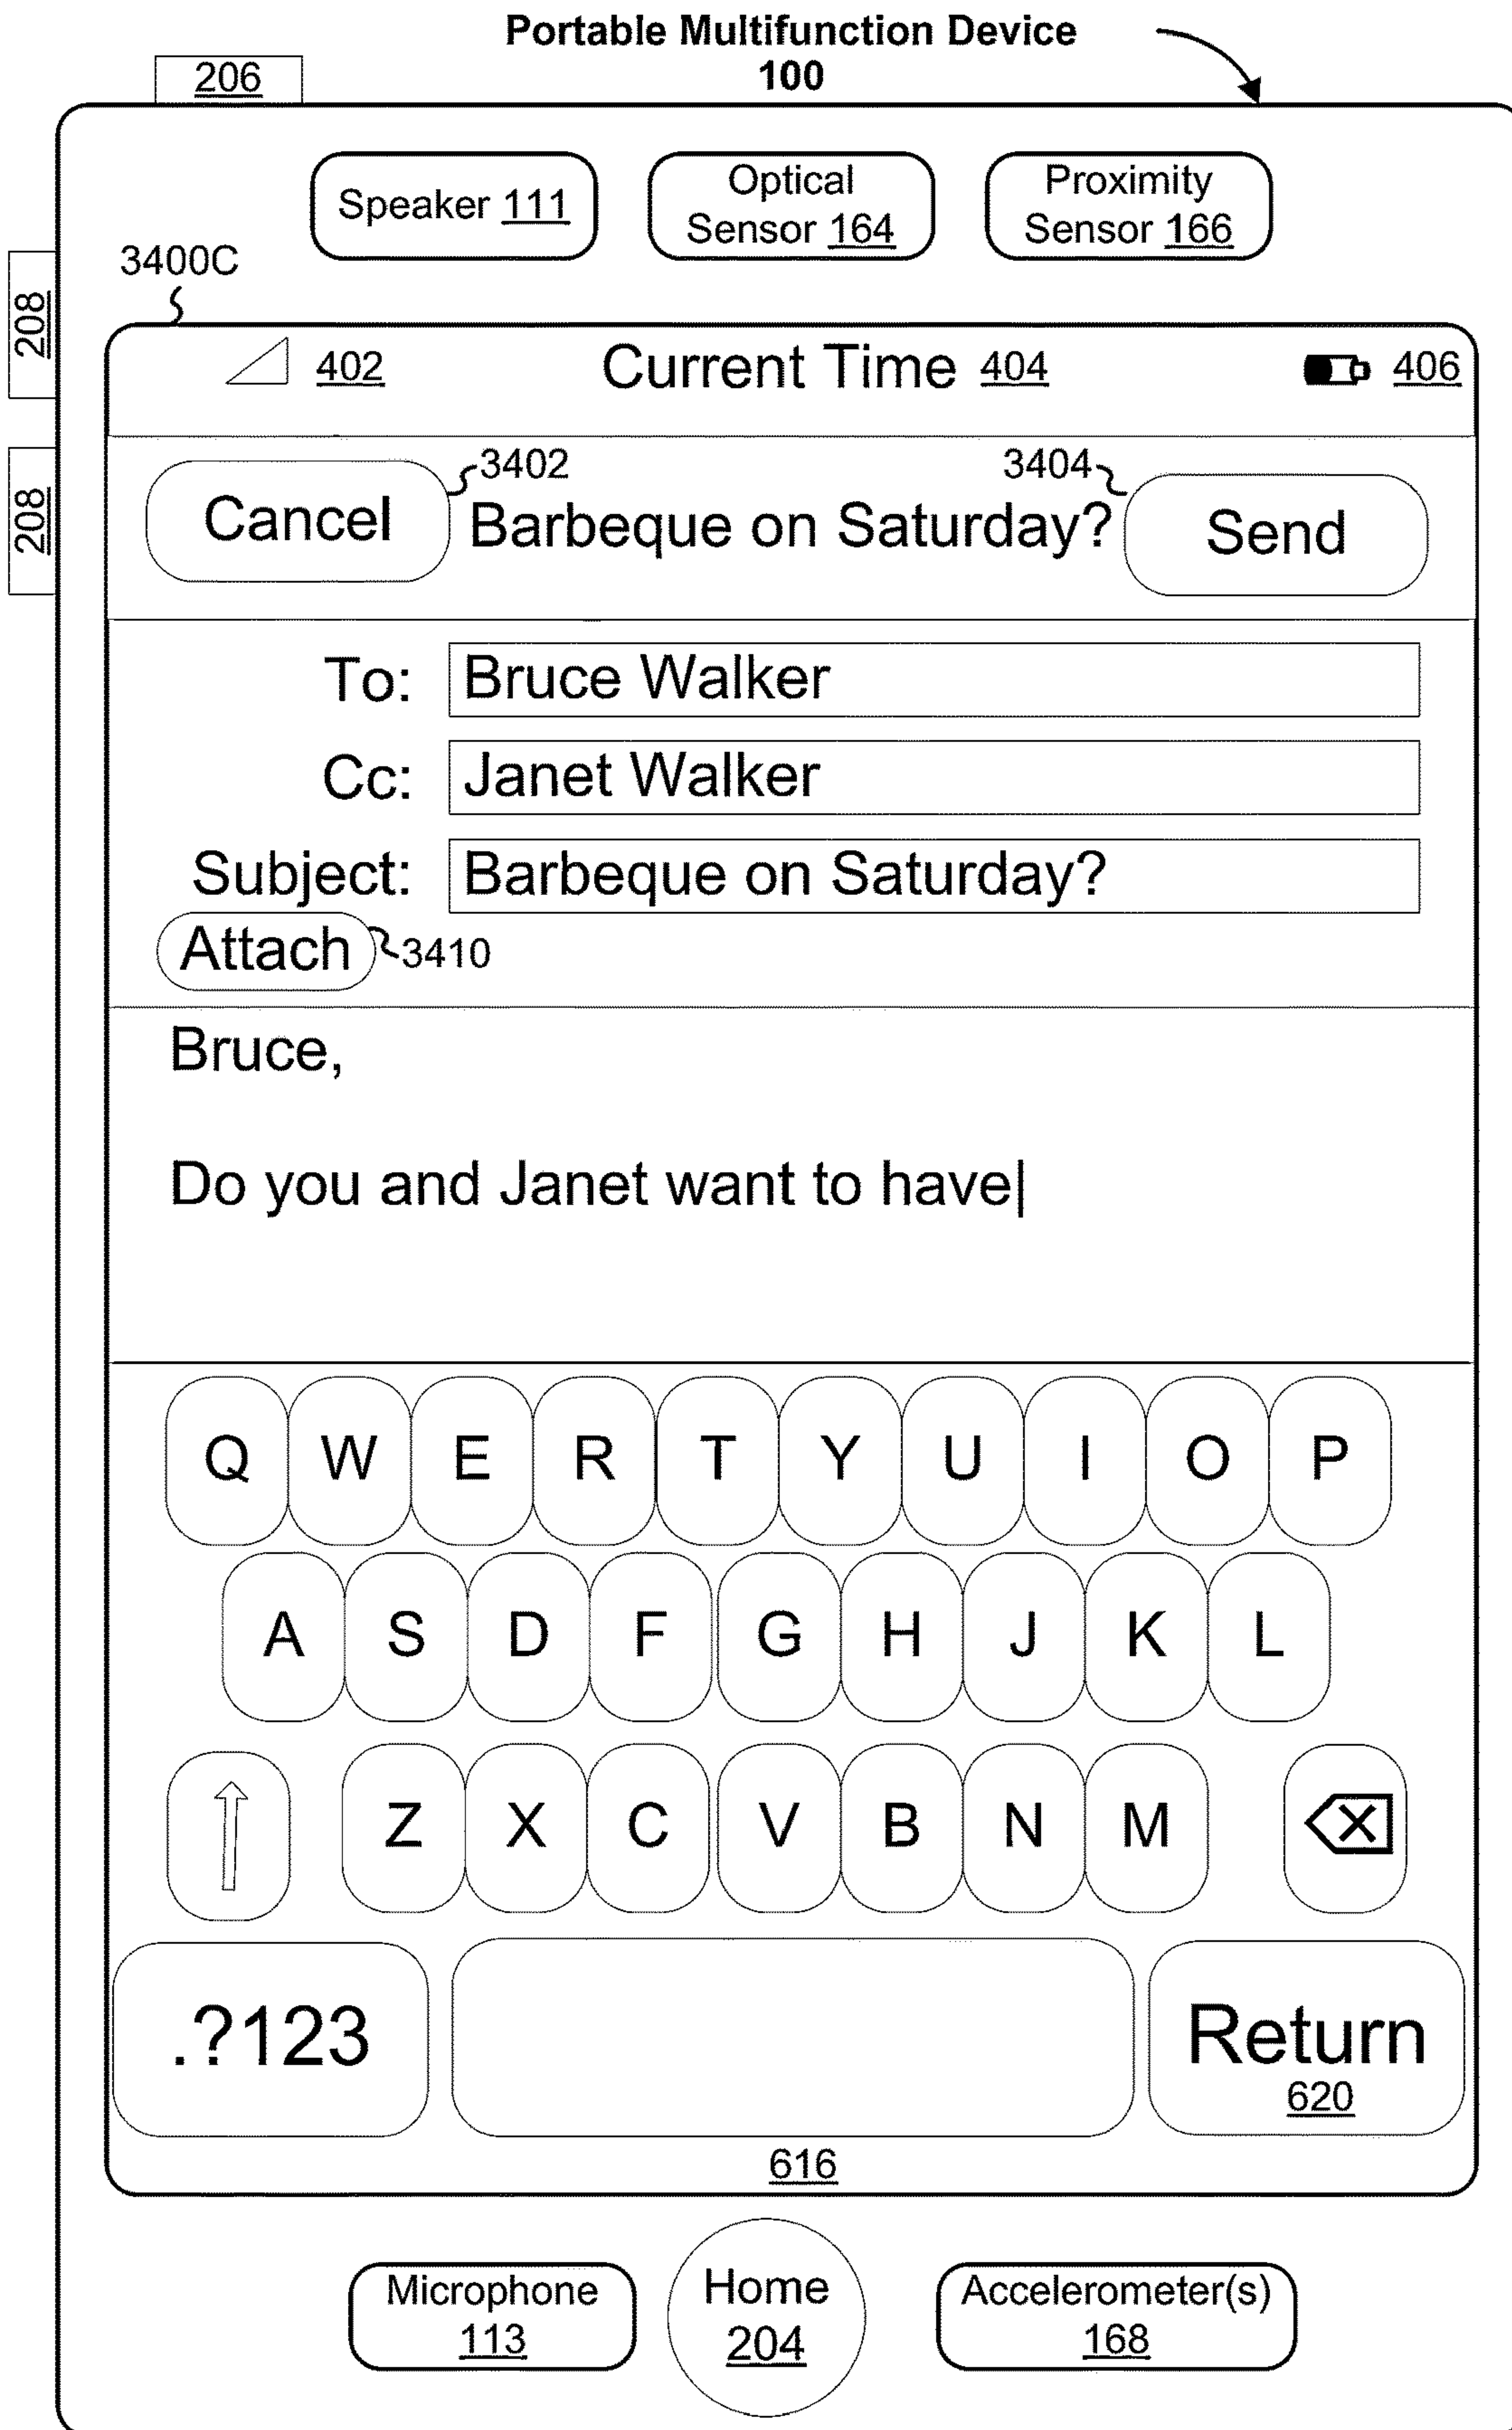 Portable Multifunction Device
100
206
Speaker 111
Optical
Sensor 164
Proximity
Sensor 166
3400C
208
208
402
Current Time 404
406
Cancel
3402
Barbeque on Saturday?
3404
Send
To: Bruce Walker
Cc: Janet Walker
Subject: Barbeque on Saturday?
Attach
3410
Bruce,
Do you and Janet want to have
Q W E R T Y U I O P
A S D F G H J K L
Z X C V B N M
.?123
Return
620
616
Microphone
113
Home
204
Accelerometer(s)
168